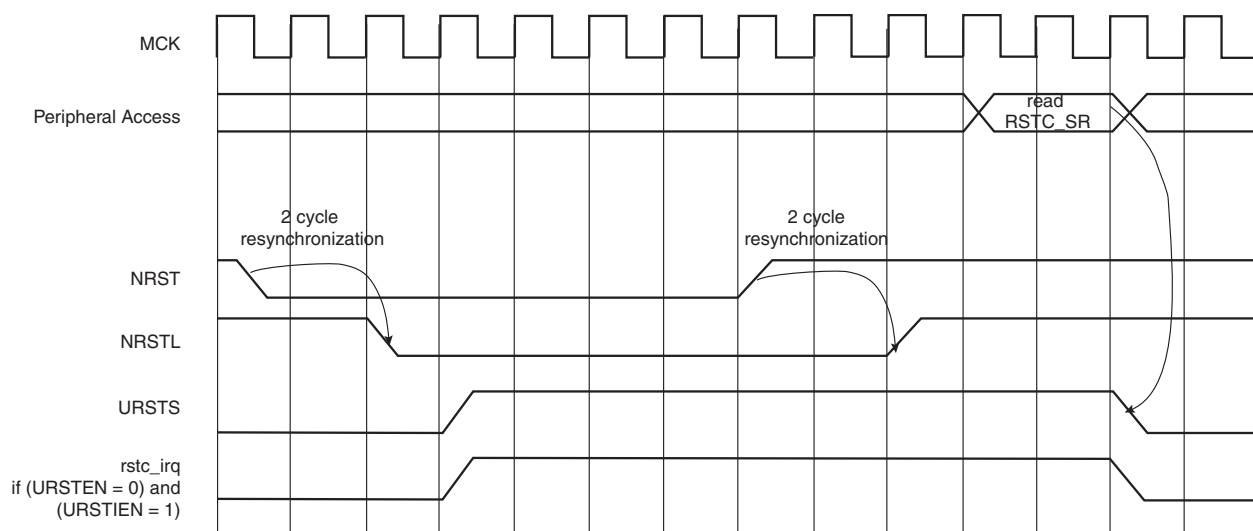 MCK
Peripheral Access
read
RSTC_SR
2 cycle
resynchronization
2 cycle
resynchronization
NRST
NRSTL
URSTS
rstc_irq
if (URSTEN = 0) and
(URSTIEN = 1)